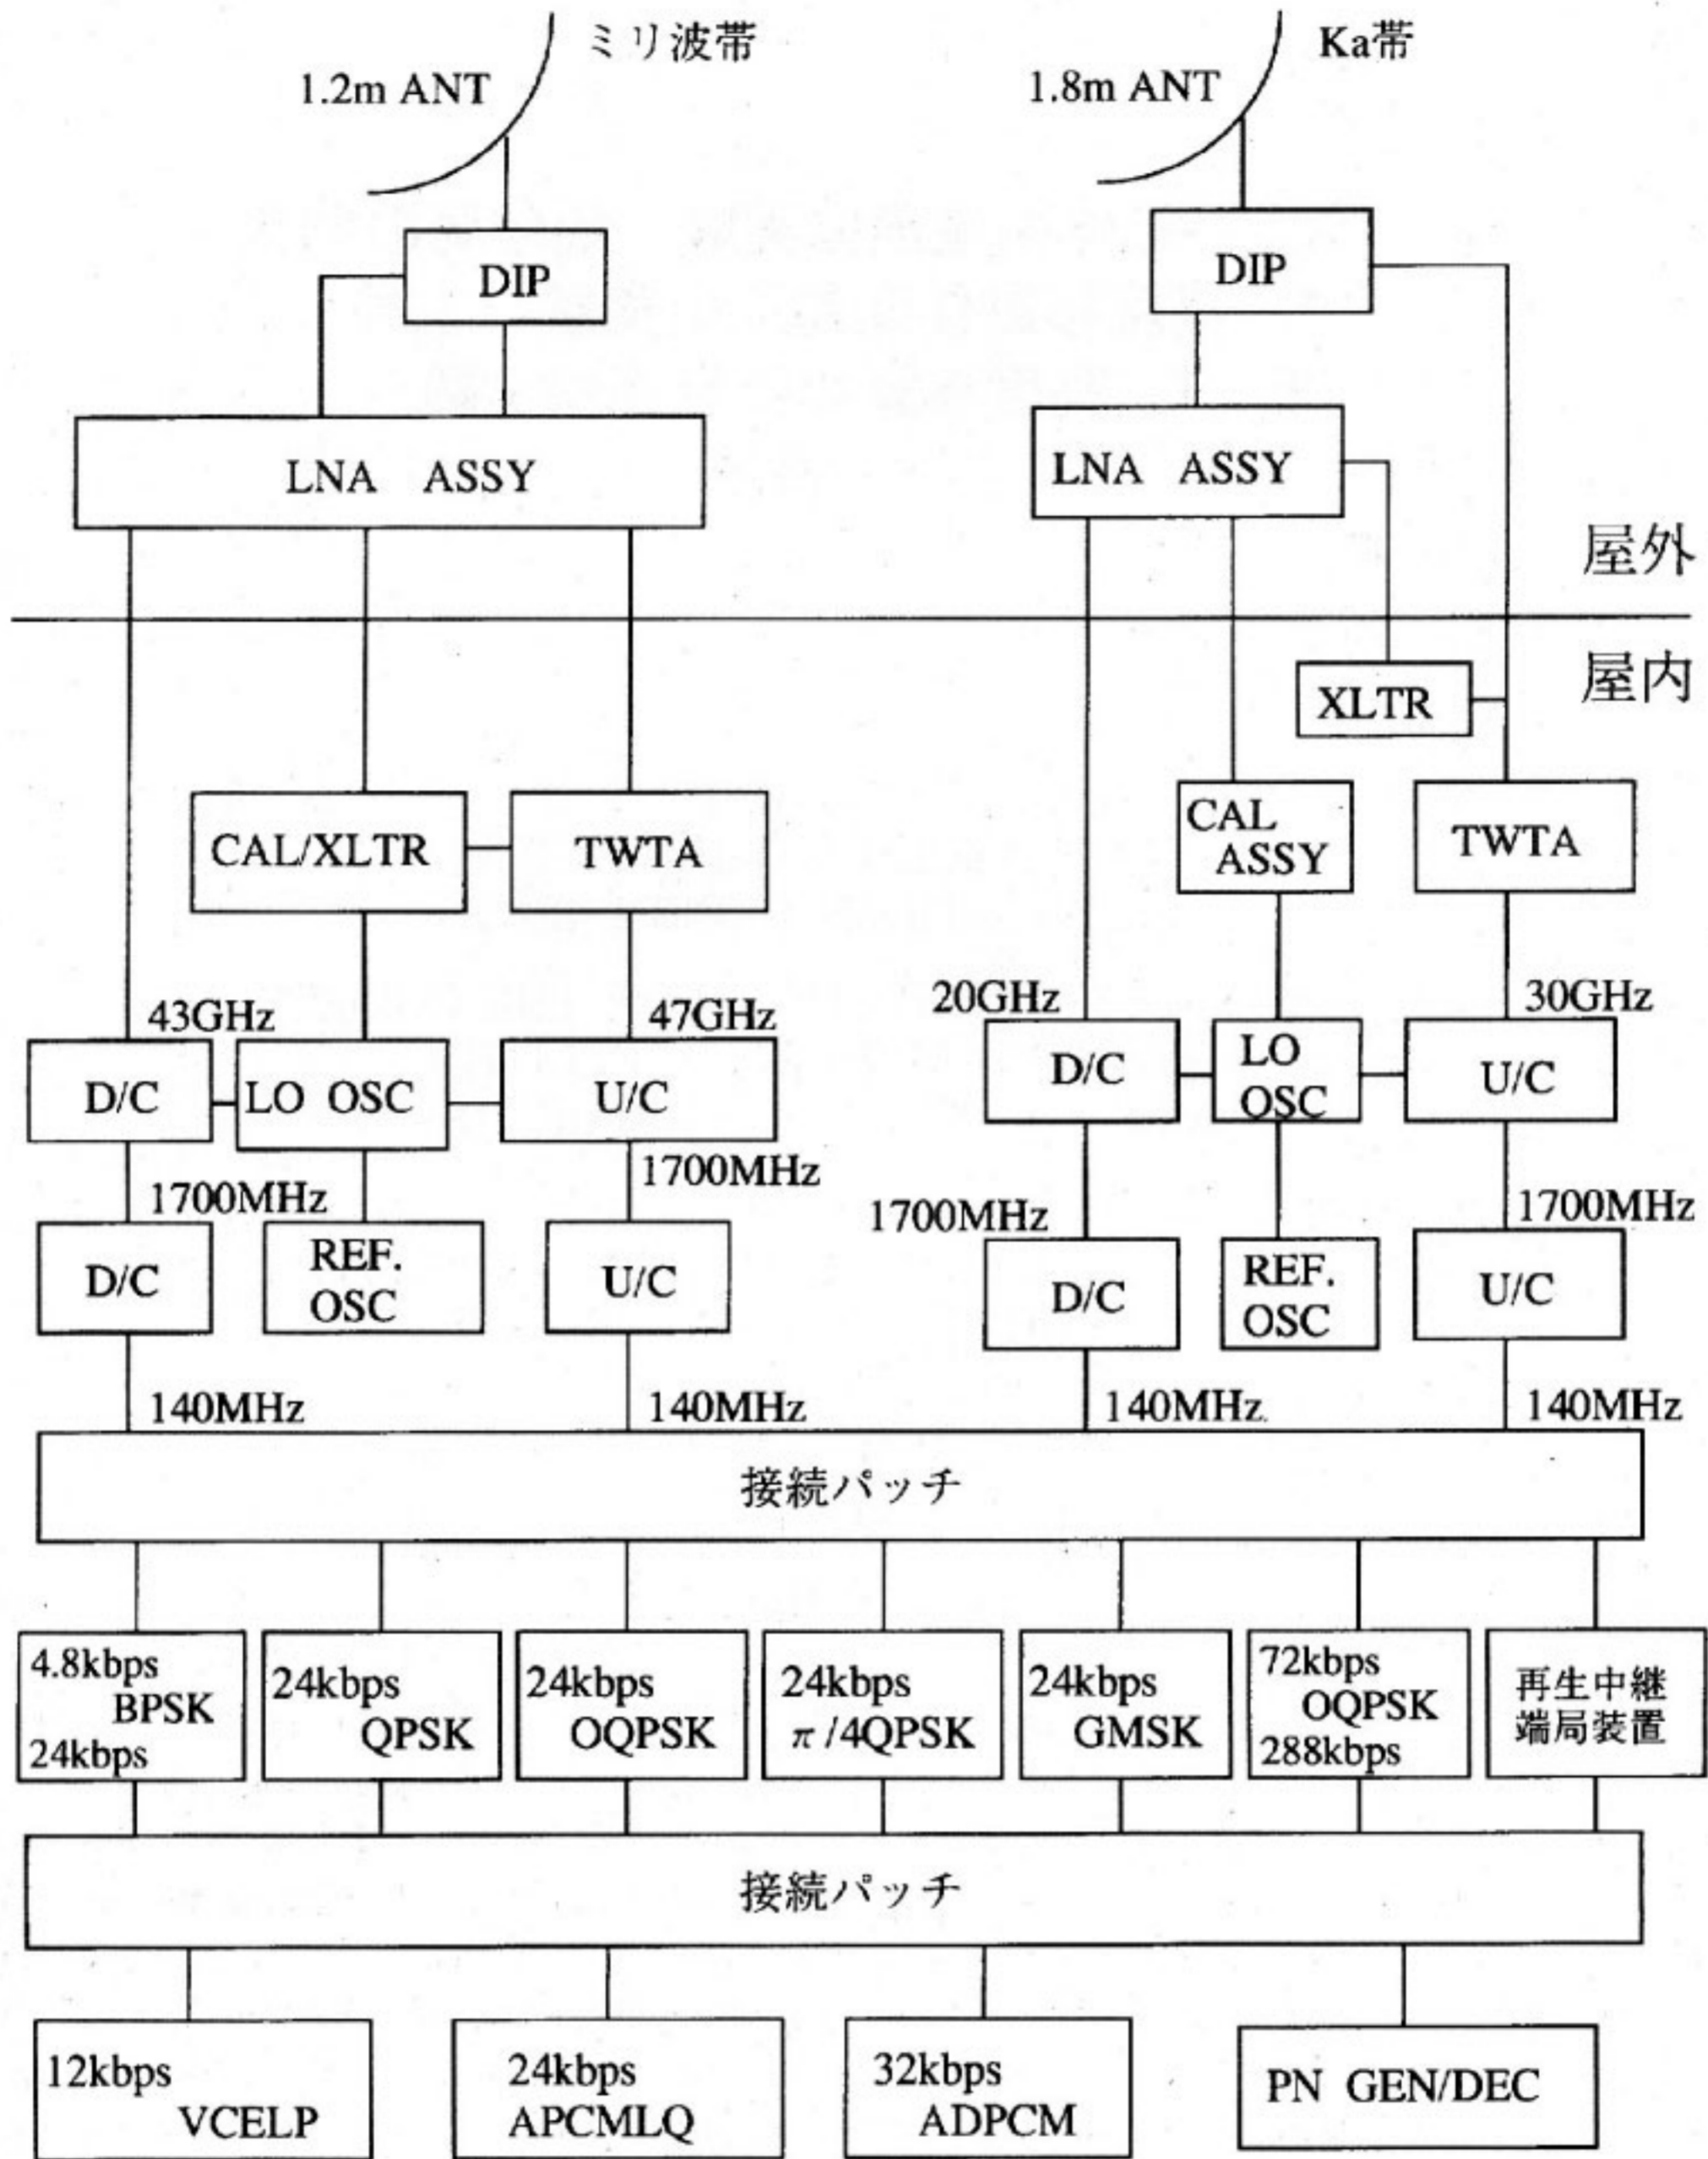 ミリ波帯
1.2m ANT
Ka帯
1.8m ANT
DIP
DIP
LNA ASSY
LNA ASSY
屋外
屋内
XLTR
CAL/XLTR
TWTA
CAL
ASSY
TWTA
43GHz
47GHz
20GHz
30GHz
D/C
LO OSC
U/C
D/C
LO
OSC
U/C
1700MHz
1700MHz
1700MHz
1700MHz
D/C
REF.
OSC
U/C
D/C
REF.
OSC
U/C
140MHz
140MHz
140MHz
140MHz
接続パッチ
4.8kbps
BPSK
24kbps
24kbps
QPSK
24kbps
OQPSK
24kbps
π/4QPSK
24kbps
GMSK
72kbps
OQPSK
288kbps
再生中継
端局装置
接続パッチ
12kbps
VCELP
24kbps
APCMLQ
32kbps
ADPCM
PN GEN/DEC